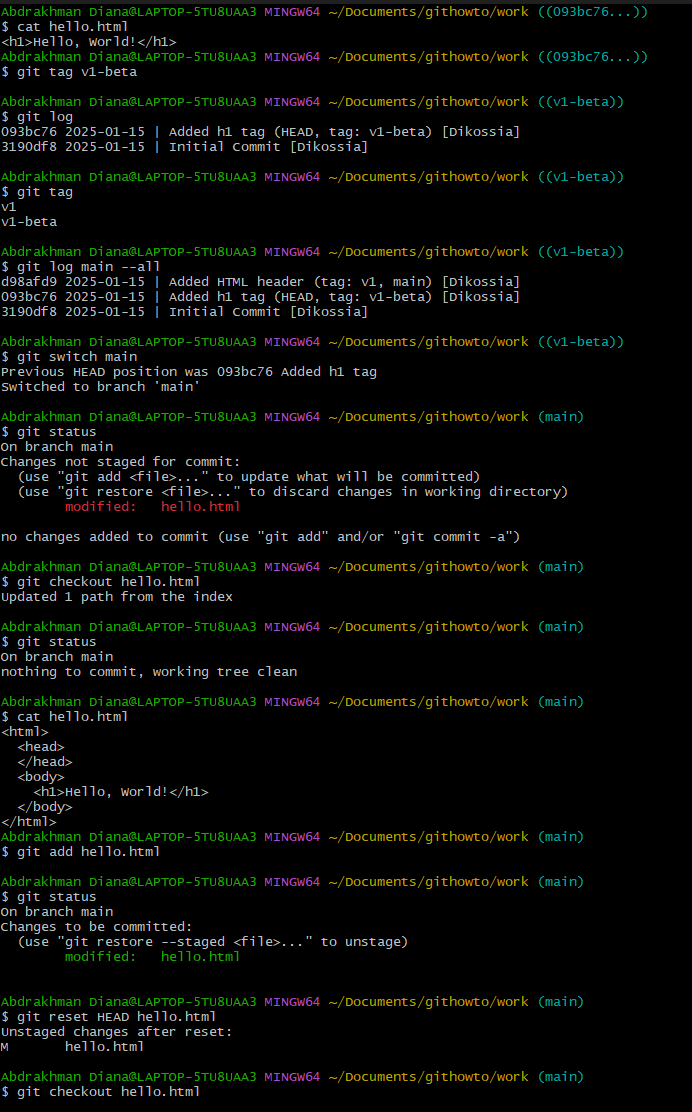 Abdrakhman Diana@LAPTOP-5TU8UAA3 MINGW64 ~/Documents/githowto/work ((093bc76...))
$ cat hello.html
<h1>Hello, World!</h1>
Abdrakhman Diana@LAPTOP-5TU8UAA3 MINGW64 ~/Documents/githowto/work ((093bc76...))
$ git tag v1-beta

Abdrakhman Diana@LAPTOP-5TU8UAA3 MINGW64 ~/Documents/githowto/work ((v1-beta))
$ git log
093bc76 2025-01-15 | Added h1 tag (HEAD, tag: v1-beta) [Dikossia]
3190df8 2025-01-15 | Initial Commit [Dikossia]

Abdrakhman Diana@LAPTOP-5TU8UAA3 MINGW64 ~/Documents/githowto/work ((v1-beta))
$ git tag
v1
v1-beta

Abdrakhman Diana@LAPTOP-5TU8UAA3 MINGW64 ~/Documents/githowto/work ((v1-beta))
$ git log main --all
d98afd9 2025-01-15 | Added HTML header (tag: v1, main) [Dikossia]
093bc76 2025-01-15 | Added h1 tag (HEAD, tag: v1-beta) [Dikossia]
3190df8 2025-01-15 | Initial Commit [Dikossia]

Abdrakhman Diana@LAPTOP-5TU8UAA3 MINGW64 ~/Documents/githowto/work ((v1-beta))
$ git switch main
Previous HEAD position was 093bc76 Added h1 tag
Switched to branch 'main'

Abdrakhman Diana@LAPTOP-5TU8UAA3 MINGW64 ~/Documents/githowto/work (main)
$ git status
On branch main
Changes not staged for commit:
  (use "git add <file>..." to update what will be committed)
  (use "git restore <file>..." to discard changes in working directory)
        modified:   hello.html

no changes added to commit (use "git add" and/or "git commit -a")

Abdrakhman Diana@LAPTOP-5TU8UAA3 MINGW64 ~/Documents/githowto/work (main)
$ git checkout hello.html
Updated 1 path from the index

Abdrakhman Diana@LAPTOP-5TU8UAA3 MINGW64 ~/Documents/githowto/work (main)
$ git status
On branch main
nothing to commit, working tree clean

Abdrakhman Diana@LAPTOP-5TU8UAA3 MINGW64 ~/Documents/githowto/work (main)
$ cat hello.html
<html>
  <head>
  </head>
  <body>
    <h1>Hello, World!</h1>
  </body>
</html>
Abdrakhman Diana@LAPTOP-5TU8UAA3 MINGW64 ~/Documents/githowto/work (main)
$ git add hello.html

Abdrakhman Diana@LAPTOP-5TU8UAA3 MINGW64 ~/Documents/githowto/work (main)
$ git status
On branch main
Changes to be committed:
  (use "git restore --staged <file>..." to unstage)
        modified:   hello.html


Abdrakhman Diana@LAPTOP-5TU8UAA3 MINGW64 ~/Documents/githowto/work (main)
$ git reset HEAD hello.html
Unstaged changes after reset:
M       hello.html

Abdrakhman Diana@LAPTOP-5TU8UAA3 MINGW64 ~/Documents/githowto/work (main)
$ git checkout hello.html